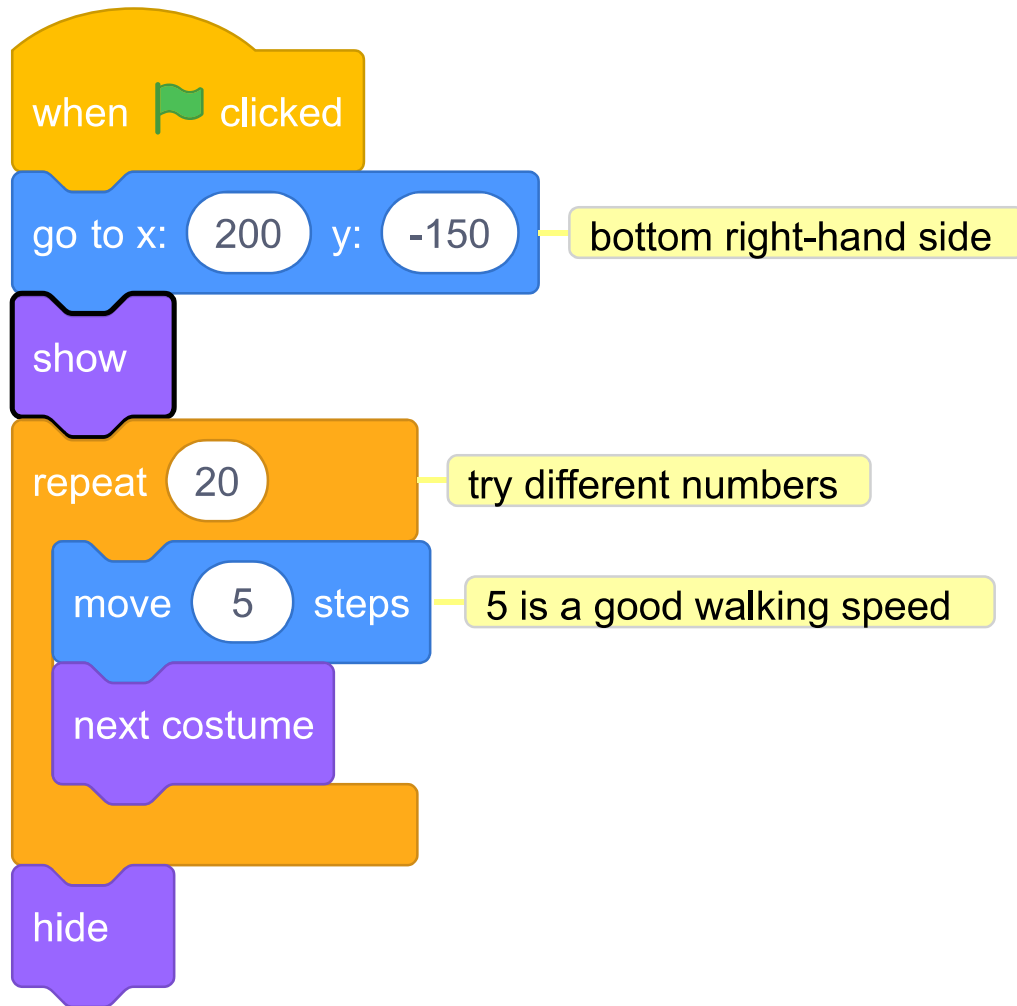 when clicked
go to x: 200 y: -150 bottom right-hand side
show
repeat 20 try different numbers
move 5 steps 5 is a good walking speed
next costume
hide